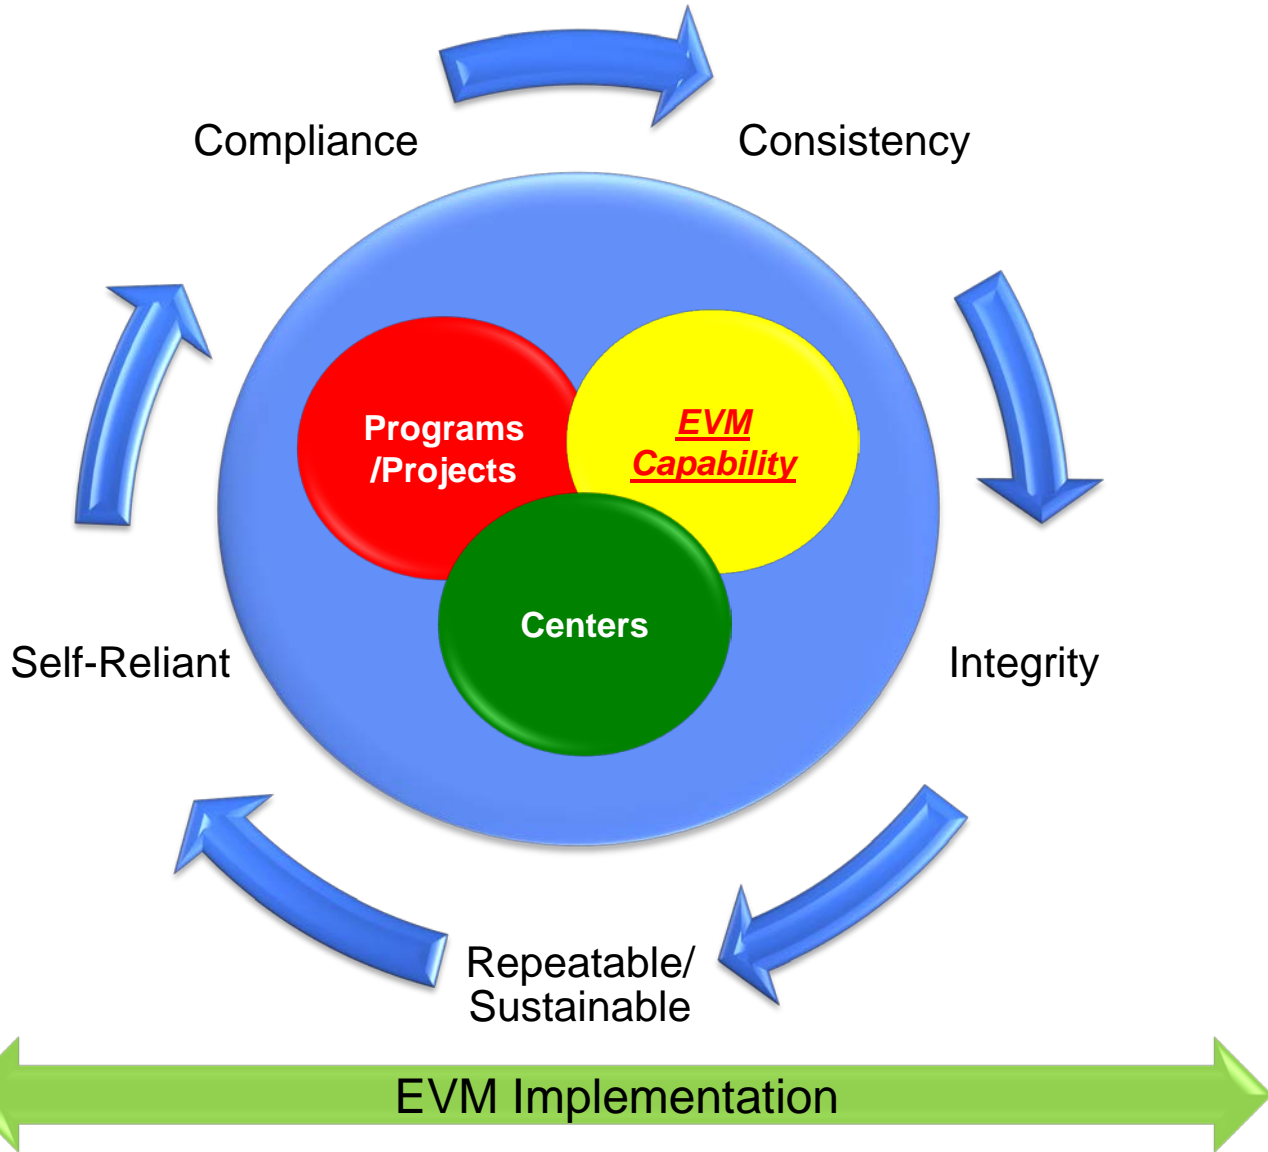 Compliance
Consistency
Programs
/Projects
EVM
Capability
Centers
Self-Reliant
Integrity
Repeatable/
Sustainable
EVM Implementation